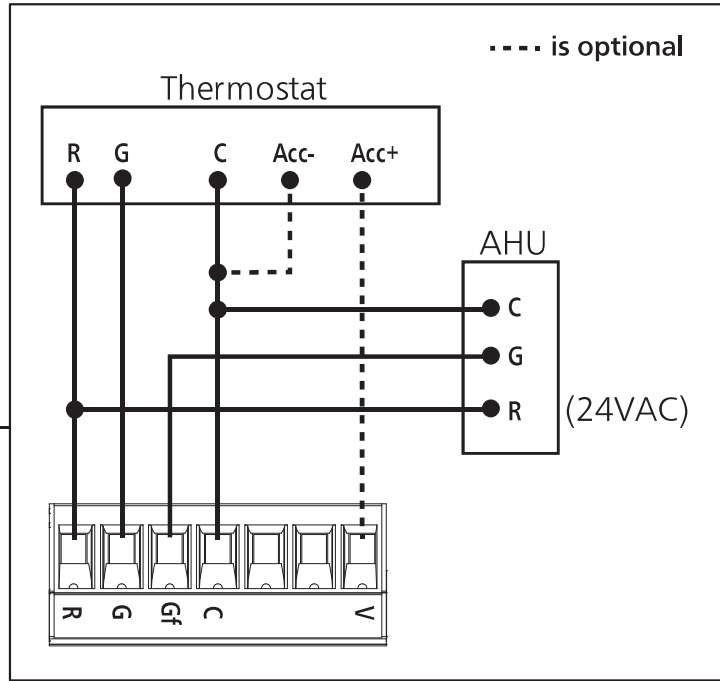 ---- is optional
Thermostat
R G C Acc- Acc+
AHU
C
G
R (24VAC)
R G Gf C V